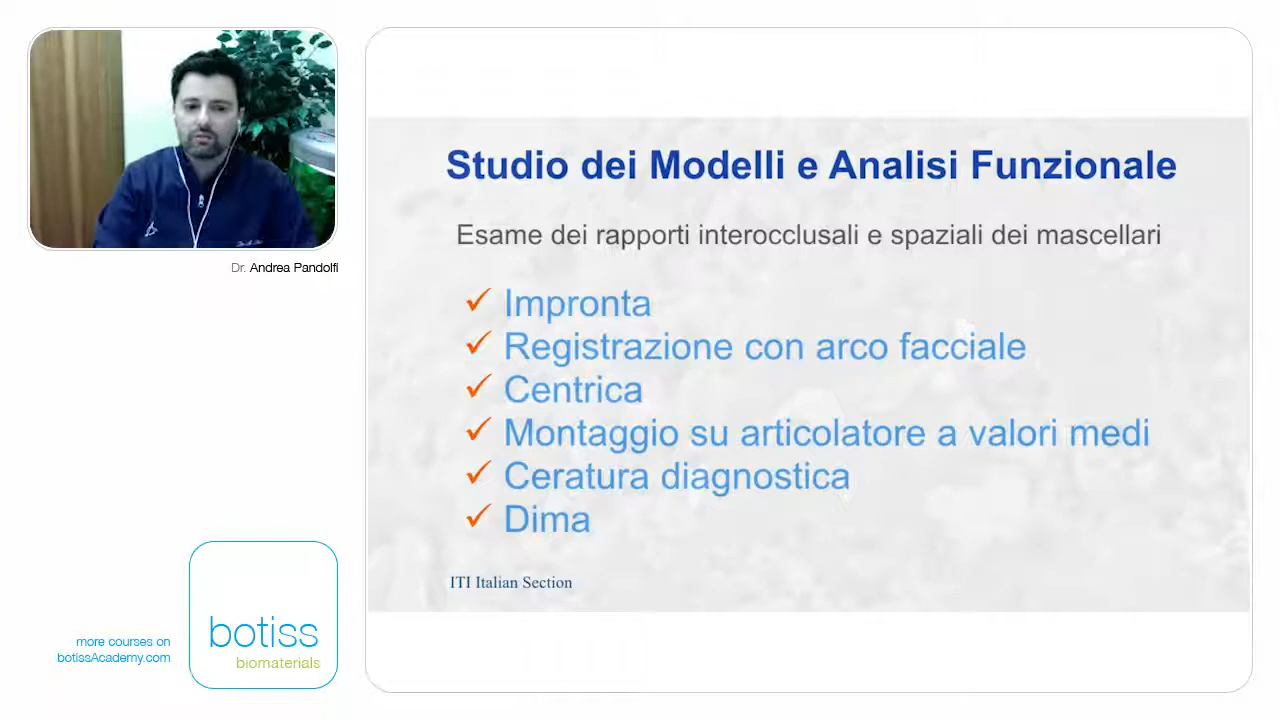 Dr. Andrea Pandolfi
Studio dei Modelli e Analisi Funzionale
Esame dei rapporti interocclusali e spaziali dei mascellari
✓ Impronta
✓ Registrazione con arco facciale
✓ Centrica
✓ Montaggio su articolatore a valori medi
✓ Ceratura diagnostica
✓ Dima
ITI Italian Section
more courses on
botissAcademy.com
botiss
biomaterials